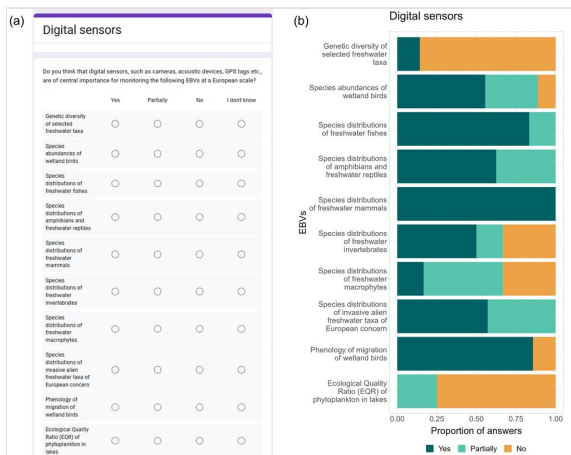 (a)
Digital sensors
Do you think that digital sensors, such as cameras, acoustic devices, GPS tags etc.,
are of central importance for monitoring the following EBVs at a European scale?
Yes Partially No I don't know
Genetic diversity
of selected
freshwater taxa
Species
abundances of
wetland birds
Species
distributions of
freshwater fishes
Species
distributions of
amphibians and
freshwater reptiles
Species
distributions of
freshwater
mammals
Species
distributions of
freshwater
invertebrates
Species
distributions of
freshwater
macrophytes
Species
distributions of
invasive alien
freshwater taxa of
European concern
Phenology of
migration of
wetland birds
Ecological Quality
Ratio (EQR) of
phytoplankton in
lakes
(b)
Digital sensors
EBVs
Genetic diversity of
selected freshwater
taxa
Species abundances of
wetland birds
Species distributions
of freshwater fishes
Species distributions
of amphibians and
freshwater reptiles
Species distributions
of freshwater mammals
Species distributions
of freshwater
invertebrates
Species distributions
of freshwater
macrophytes
Species distributions
of invasive alien
freshwater taxa of
European concern
Phenology of migration
of wetland birds
Ecological Quality
Ratio (EQR) of
phytoplankton in lakes
0.00 0.25 0.50 0.75 1.00
Proportion of answers
Yes Partially No